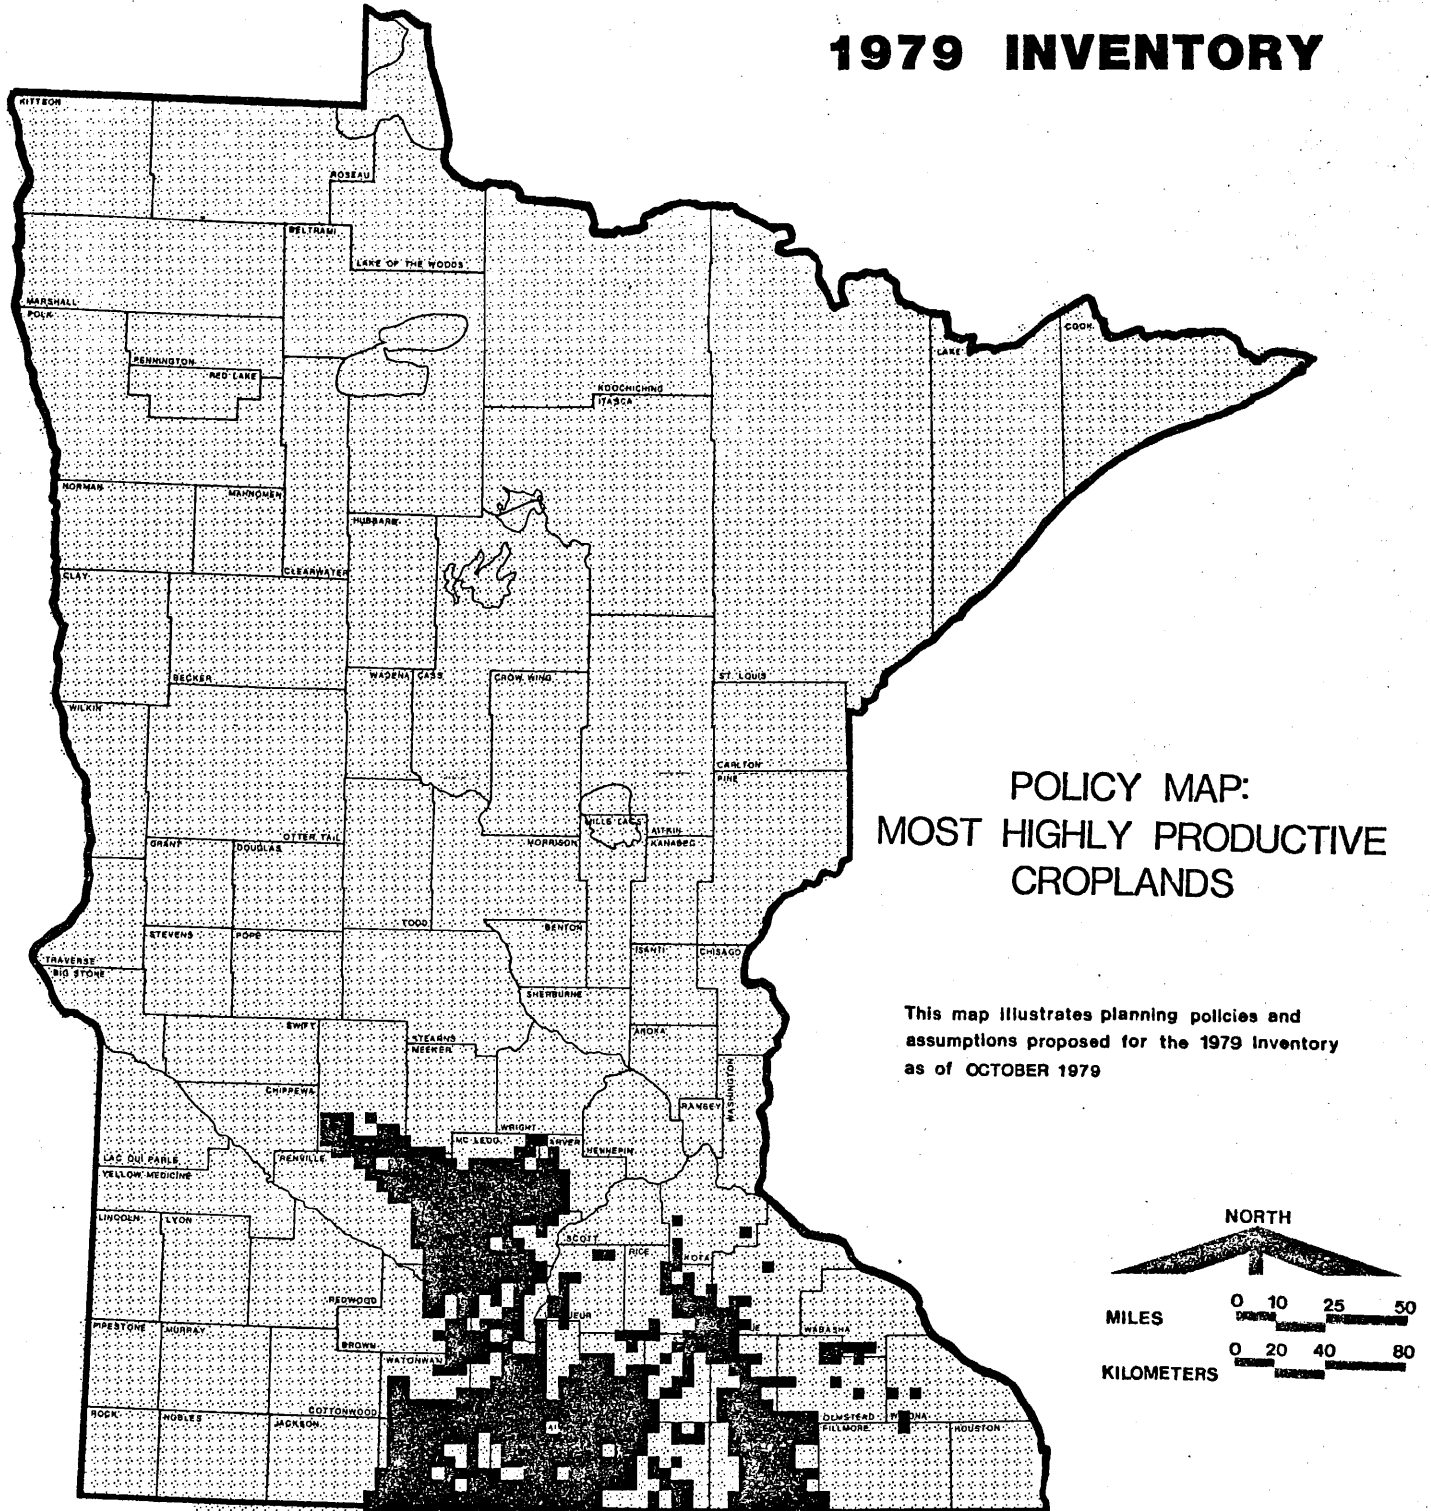 1979 INVENTORY
KITTSON
ROSEAU
BELTRAMI
LAKE OF THE WOODS
MARSHALL
POLK
COOK
LAKE
PENNINGTON
RED LAKE
KOOCHICHING
ITASCA
NORMAN
MAHNOMEN
HUBBARD
CLAY
CLEARWATER
BECKER
WADENA
CASS
CROW WING
ST. LOUIS
WILKIN
CARLTON
PINE
POLICY MAP:
MOST HIGHLY PRODUCTIVE
CROPLANDS
MILLE LACS
AITKIN
OTTER TAIL
GRANT
DOUGLAS
MORRISON
KANABEC
TODD
BENTON
STEVENS
POPE
ISANTI
CHISAGO
TRAVERSE
BIG STONE
SHERBURNE
This map illustrates planning policies and
assumptions proposed for the 1979 Inventory
as of OCTOBER 1979
SWIFT
STEARNS
MEEKER
ANOKA
WASHINGTON
CHIPPEWA
RAMSEY
WRIGHT
MC LEOD
ARVER
HENNEPIN
LAC QUI PARLE
YELLOW MEDICINE
RENVILLE
LINCOLN
LYON
SCOTT
RICE
KOTA
NORTH
REDWOOD
EUR
MILES
0 10 25 50
PIPESTONE
MURRAY
BROWN
WATONWAN
WABASHA
KILOMETERS
0 20 40 80
ROCK
NOBLES
COTTONWOOD
JACKSON
OLMSTEAD
FILLMORE
HOUSTON